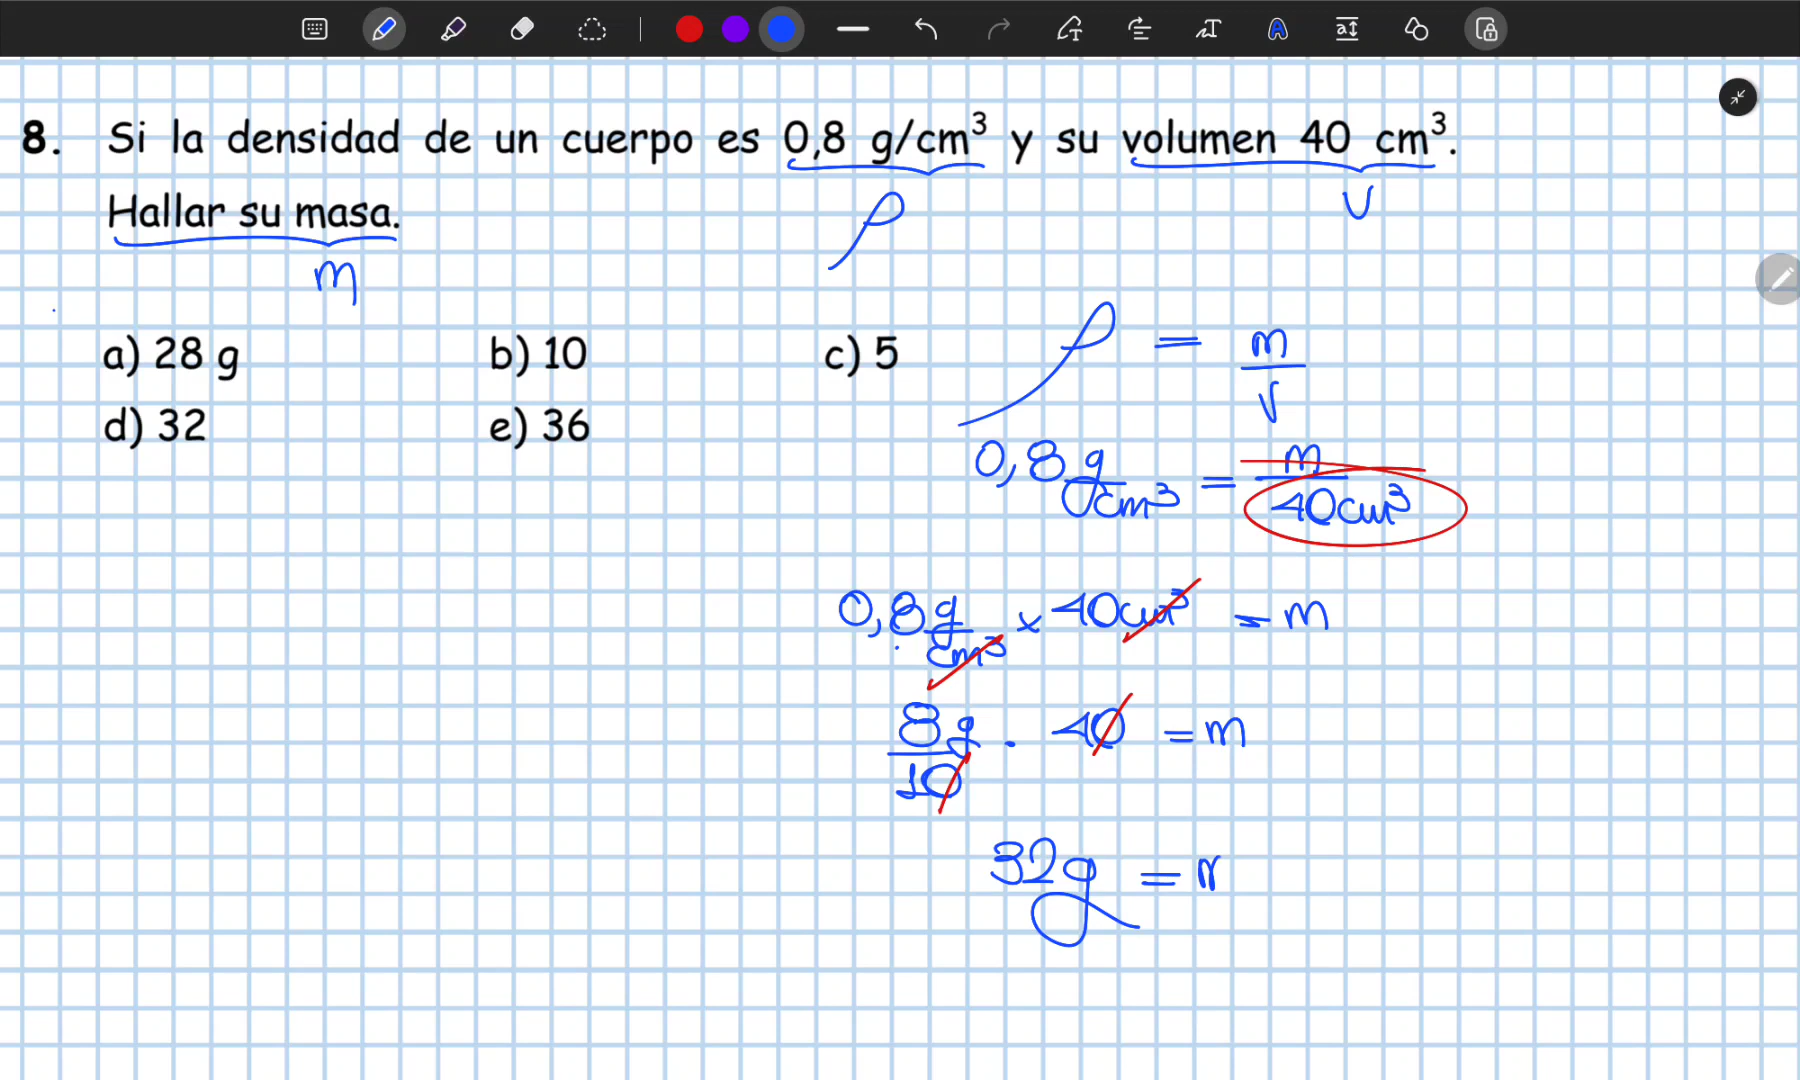 8. Si la densidad de un cuerpo es 0,8 g/cm³ y su volumen 40 cm³.
ρ
V
Hallar su masa.
m
a) 28 g b) 10 c) 5
d) 32 e) 36
ρ = m/V
0,8 g/cm³ = m/40cm³
0,8 g/cm³ × 40cm³ = m
8g/10 · 40 = m
32g =